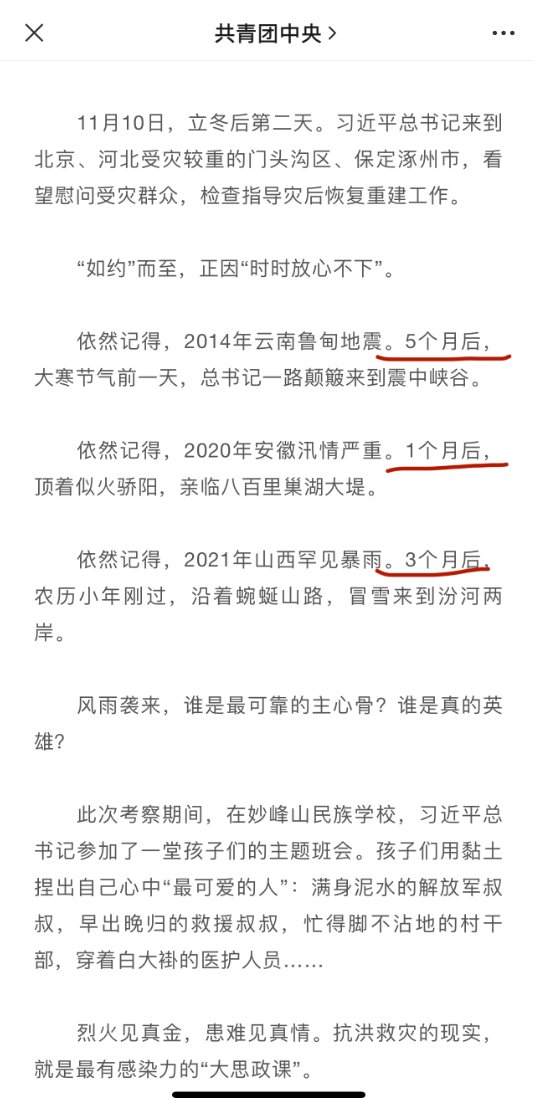 共青团中央
11月10日，立冬后第二天。习近平总书记来到
北京、河北受灾较重的门头沟区、保定涿州市，看
望慰问受灾群众，检查指导灾后恢复重建工作。
“如约”而至，正因“时时放心不下”。
依然记得，2014年云南鲁甸地震。5个月后，
大寒节气前一天，总书记一路颠簸来到震中峡谷。
依然记得，2020年安徽汛情严重。1个月后，
顶着似火骄阳，亲临八百里巢湖大堤。
依然记得，2021年山西罕见暴雨。3个月后，
农历小年刚过，沿着蜿蜒山路，冒雪来到汾河两
岸。
风雨袭来，谁是最可靠的主心骨？谁是真的英
雄？
此次考察期间，在妙峰山民族学校，习近平总
书记参加了一堂孩子们的主题班会。孩子们用黏土
捏出自己心中“最可爱的人”：满身泥水的解放军叔
叔，早出晚归的救援叔叔，忙得脚不沾地的村干
部，穿着白大褂的医护人员……
烈火见真金，患难见真情。抗洪救灾的现实，
就是最有感染力的“大思政课”。